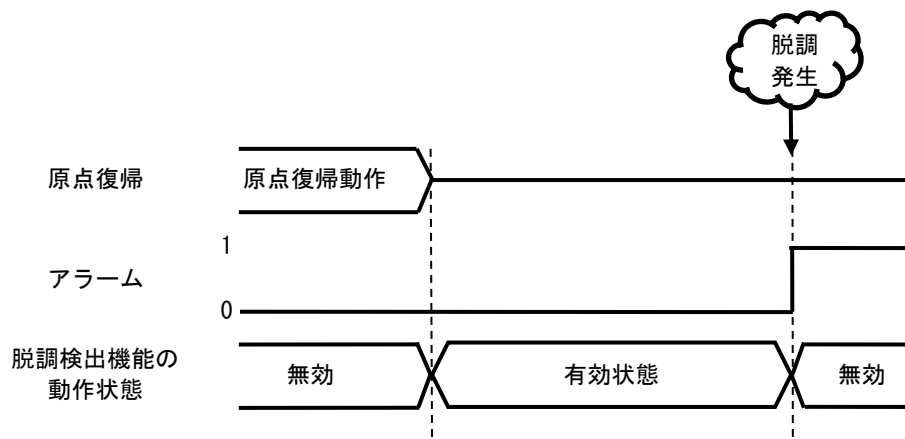 脱調
発生
原点復帰
原点復帰動作
1
アラーム
0
脱調検出機能の
動作状態
無効
有効状態
無効